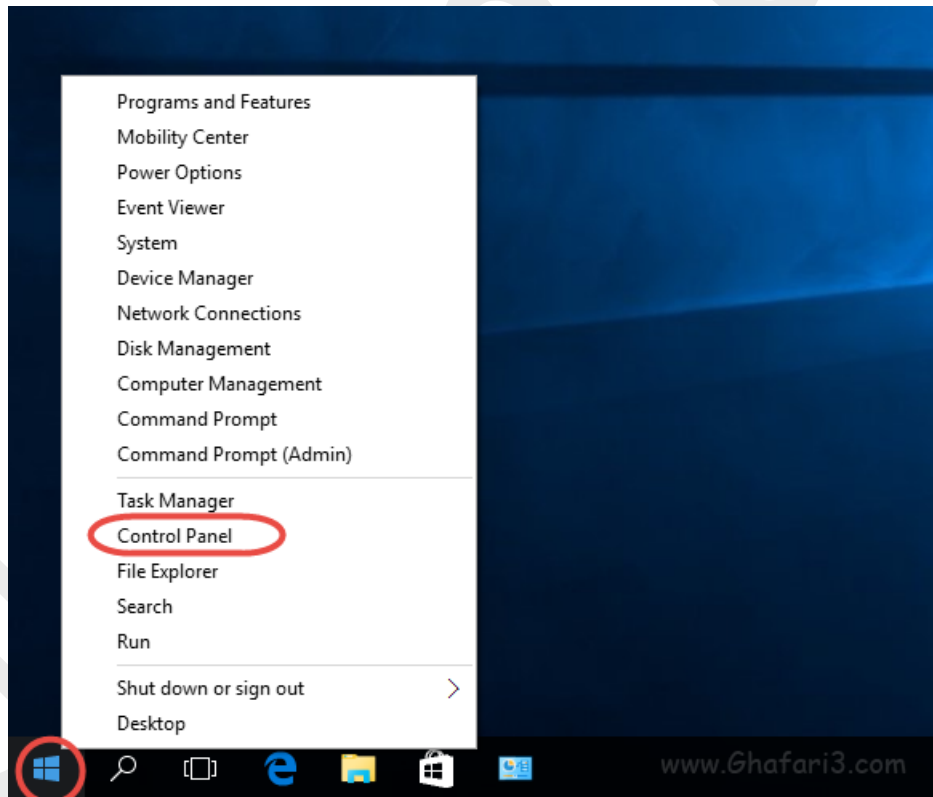 Programs and Features
Mobility Center
Power Options
Event Viewer
System
Device Manager
Network Connections
Disk Management
Computer Management
Command Prompt
Command Prompt (Admin)
Task Manager
Control Panel
File Explorer
Search
Run
Shut down or sign out
Desktop
www.Ghafari3.com